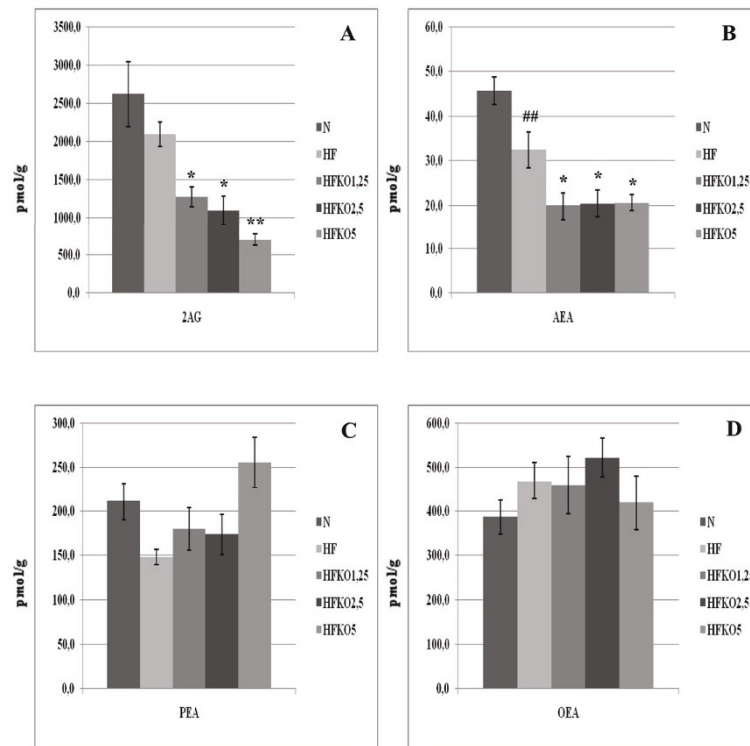 A
3500,0
3000,0
2500,0
2000,0
1500,0
1000,0
500,0
0,0
pmol/g
*
*
**
2AG
N
HF
HFKO1,25
HFKO2,5
HFKO5
B
60,0
50,0
40,0
30,0
20,0
10,0
0,0
pmol/g
##
*
*
*
AEA
N
HF
HFKO1,25
HFKO2,5
HFKO5
C
300,0
250,0
200,0
150,0
100,0
50,0
0,0
pmol/g
PEA
N
HF
HFKO1,25
HFKO2,5
HFKO5
D
600,0
500,0
400,0
300,0
200,0
100,0
0,0
pmol/g
OEA
N
HF
HFKO1,25
HFKO2,5
HFKO5